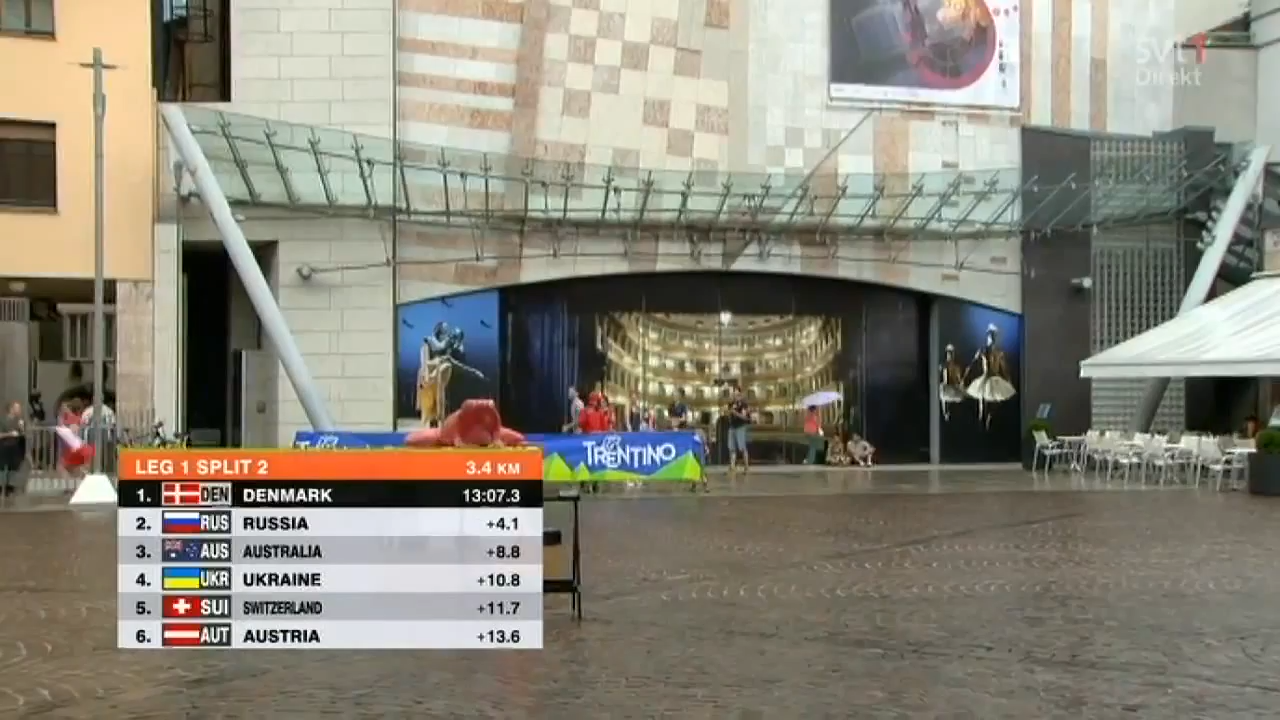 svt1
Direkt
TRENTINO
LEG 1 SPLIT 2 3.4 KM
1. DEN DENMARK 13:07.3
2. RUS RUSSIA +4.1
3. AUS AUSTRALIA +8.8
4. UKR UKRAINE +10.8
5. SUI SWITZERLAND +11.7
6. AUT AUSTRIA +13.6